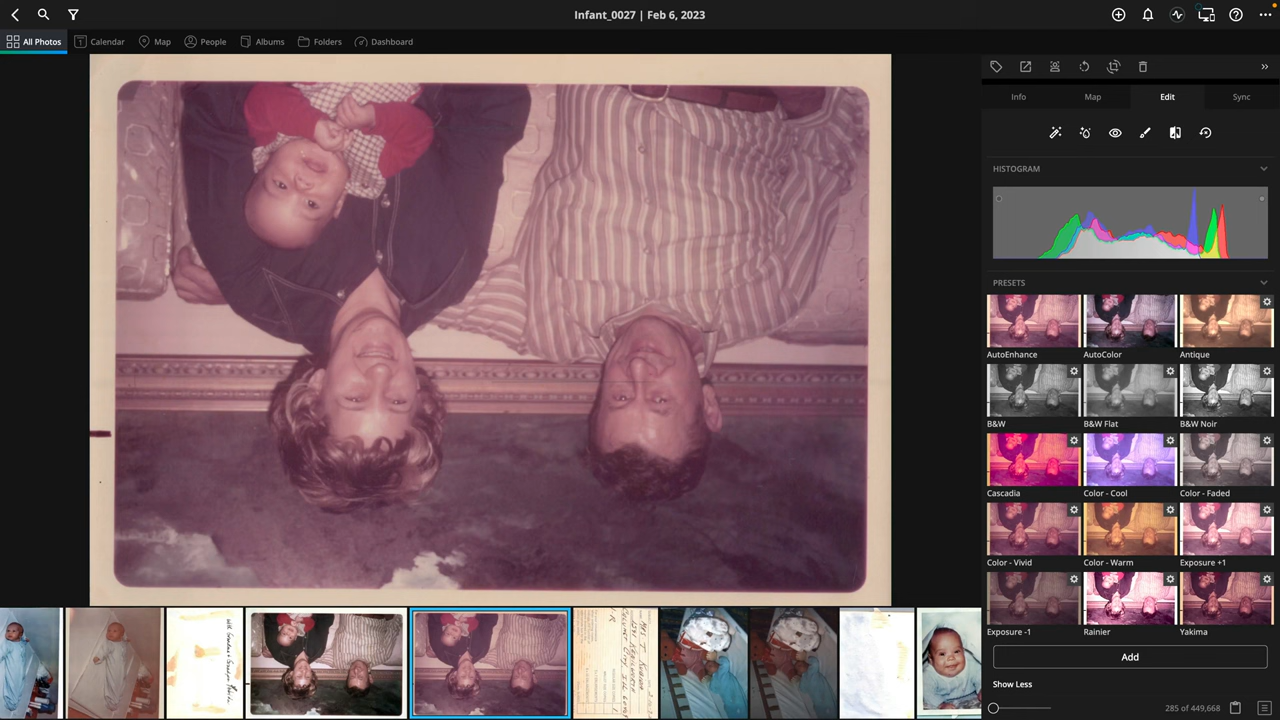 Infant_0027 | Feb 6, 2023
All Photos
Calendar
Map
People
Albums
Folders
Dashboard
Info
Map
Edit
Sync
HISTOGRAM
PRESETS
AutoEnhance
AutoColor
Antique
B&W
B&W Flat
B&W Noir
Cascadia
Color - Cool
Color - Faded
Color - Vivid
Color - Warm
Exposure +1
Exposure -1
Rainier
Yakima
Add
Show Less
285 of 449,668